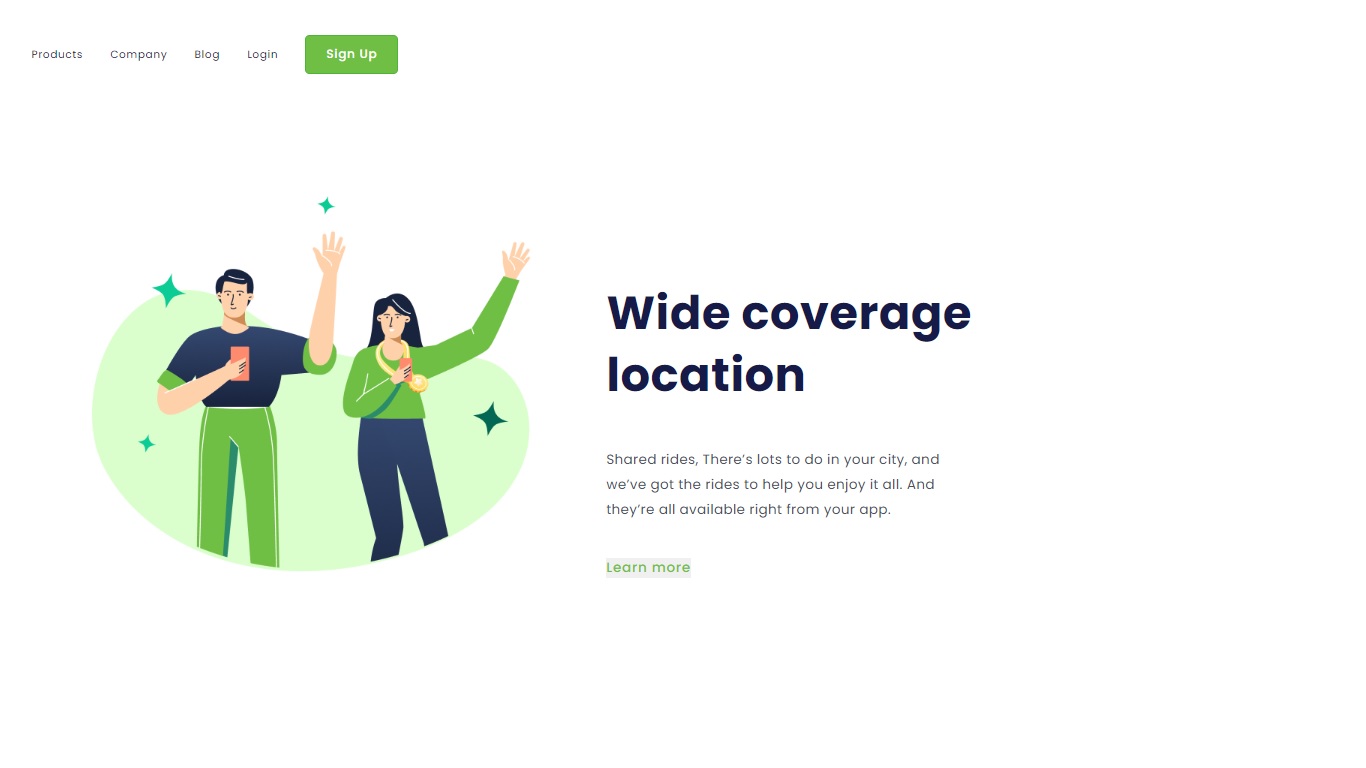 Products
Company
Blog
Login
Sign Up
Wide coverage
location
Shared rides, There’s lots to do in your city, and
we’ve got the rides to help you enjoy it all. And
they’re all available right from your app.
Learn more